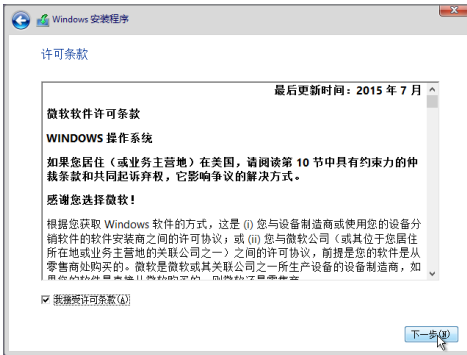 Windows 安装程序
许可条款
最后更新时间：2015 年 7 月
微软软件许可条款
WINDOWS 操作系统
如果您居住（或业务主营地）在美国，请阅读第 10 节中具有约束力的仲
裁条款和共同起诉弃权，它影响争议的解决方式。
感谢您选择微软！
根据您获取 Windows 软件的方式，这是 (i) 您与设备制造商或使用您的设备分
销软件的软件安装商之间的许可协议；或 (ii) 您与微软公司（或其位于您居住
所在地或业务主营地的关联公司之一）之间的许可协议，前提是您的软件是从
零售商处购买的。微软是微软或其关联公司之一所生产设备的设备制造商，如
我接受许可条款(A)
下一步(N)